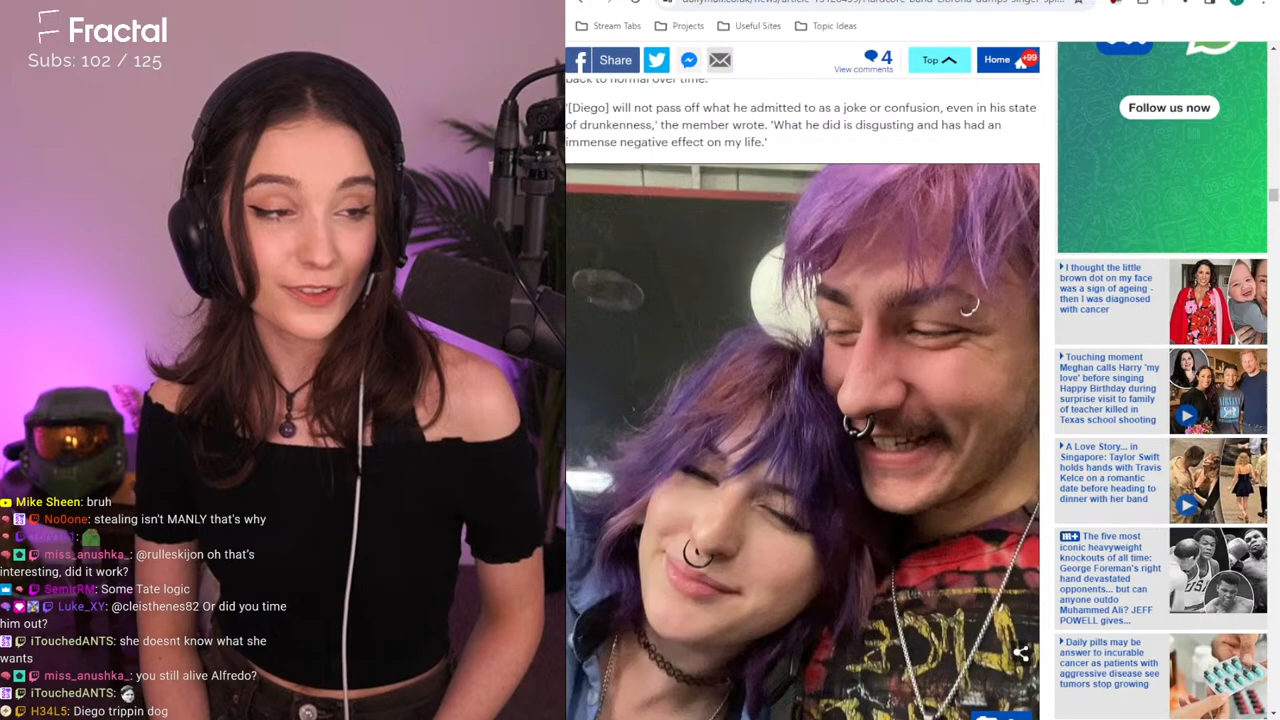 Fractal
Subs: 102 / 125
Mike Sheen: bruh
No0one: stealing isn't MANLY that's why
miss_anushka_: @rulleskijon oh that's
interesting, did it work?
SemirRM: Some Tate logic
Luke_XY: @cleisthenes82 Or did you time
him out?
iTouchedANTS: she doesnt know what she
wants
miss_anushka_: you still alive Alfredo?
iTouchedANTS:
H34L5: Diego trippin dog
Stream Tabs
Projects
Useful Sites
Topic Ideas
Share
4
View comments
Top
Home
+99
back to normal over time.
'[Diego] will not pass off what he admitted to as a joke or confusion, even in his state
of drunkenness,' the member wrote. 'What he did is disgusting and has had an
immense negative effect on my life.'
Follow us now
I thought the little
brown dot on my face
was a sign of ageing -
then I was diagnosed
with cancer
Touching moment
Meghan calls Harry 'my
love' before singing
Happy Birthday during
surprise visit to family
of teacher killed in
Texas school shooting
A Love Story... in
Singapore: Taylor Swift
holds hands with Travis
Kelce on a romantic
date before heading to
dinner with her band
The five most
iconic heavyweight
knockouts of all time:
George Foreman's right
hand devastated
opponents... but can
anyone outdo
Muhammed Ali? JEFF
POWELL gives...
Daily pills may be
answer to incurable
cancer as patients with
aggressive disease see
tumors stop growing